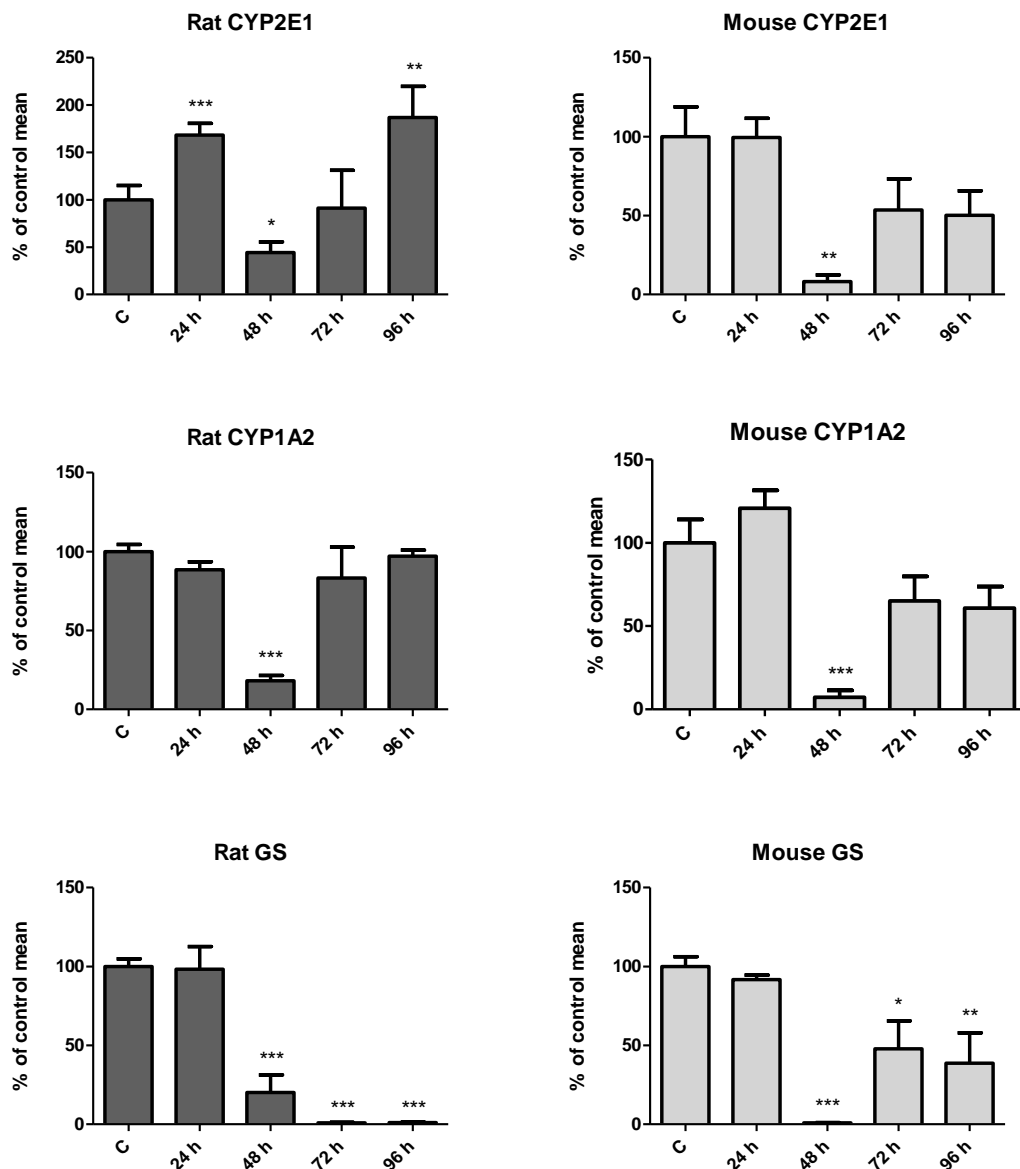 Rat CYP2E1
% of control mean
250
200
150
100
50
0
***
*
**
C
24 h
48 h
72 h
96 h
Mouse CYP2E1
% of control mean
150
100
50
0
**
C
24 h
48 h
72 h
96 h
Rat CYP1A2
% of control mean
150
100
50
0
***
C
24 h
48 h
72 h
96 h
Mouse CYP1A2
% of control mean
150
100
50
0
***
C
24 h
48 h
72 h
96 h
Rat GS
% of control mean
150
100
50
0
***
***
***
C
24 h
48 h
72 h
96 h
Mouse GS
% of control mean
150
100
50
0
***
*
**
C
24 h
48 h
72 h
96 h